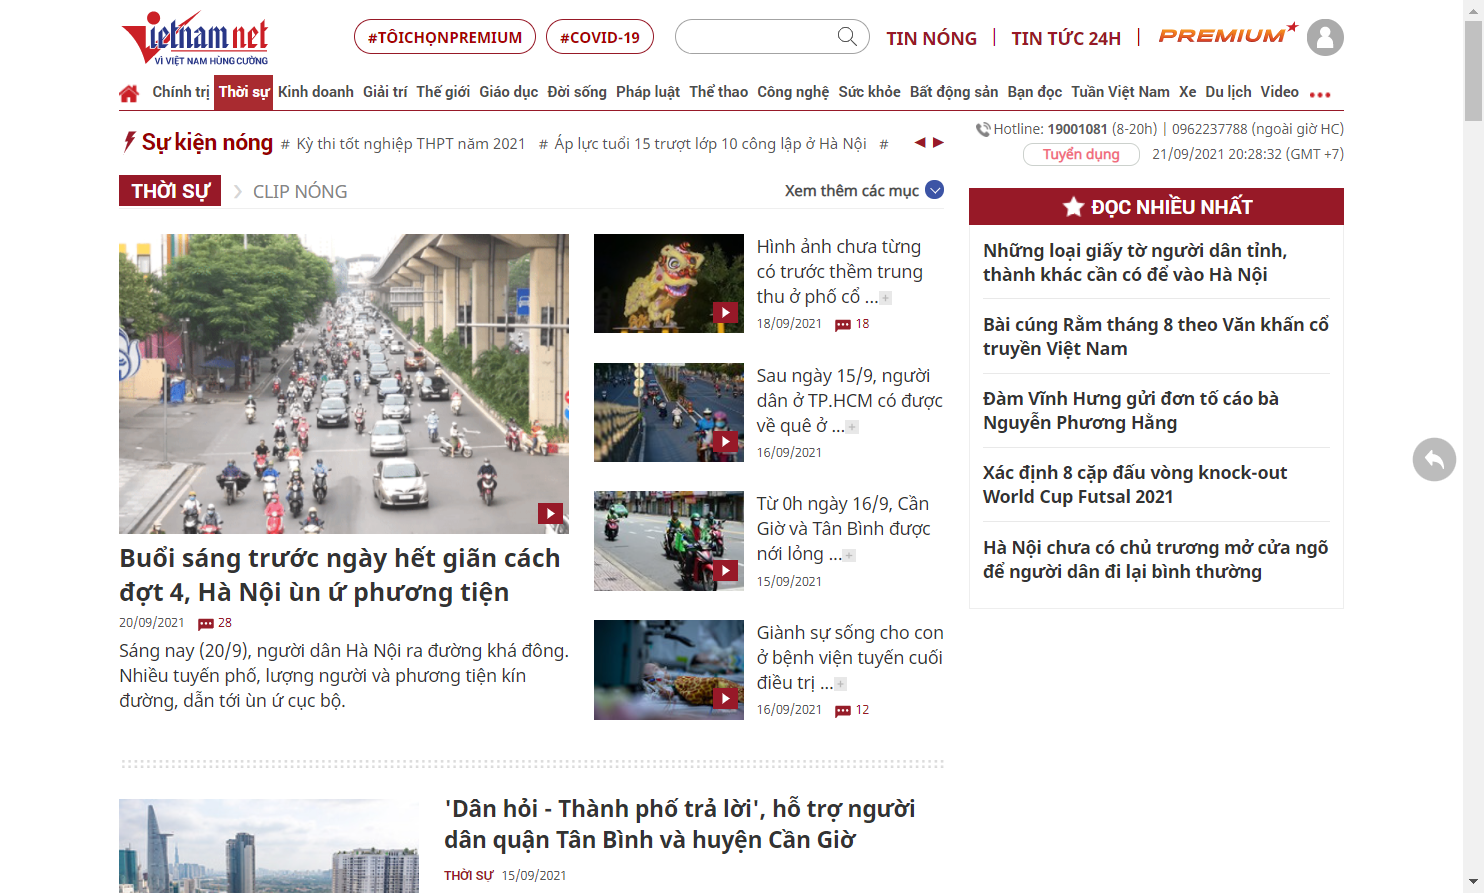 Vietnam net
VÌ VIỆT NAM HÙNG CƯỜNG
#TÔICHỌNPREMIUM
#COVID-19
TIN NÓNG | TIN TỨC 24H | PREMIUM
Chính trị Thời sự Kinh doanh Giải trí Thế giới Giáo dục Đời sống Pháp luật Thể thao Công nghệ Sức khỏe Bất động sản Bạn đọc Tuần Việt Nam Xe Du lịch Video
Sự kiện nóng # Kỳ thi tốt nghiệp THPT năm 2021 # Áp lực tuổi 15 trượt lớp 10 công lập ở Hà Nội #
Hotline: 19001081 (8-20h) | 0962237788 (ngoài giờ HC)
Tuyển dụng 21/09/2021 20:28:32 (GMT +7)
THỜI SỰ CLIP NÓNG
Xem thêm các mục
Buổi sáng trước ngày hết giãn cách
đợt 4, Hà Nội ùn ứ phương tiện
20/09/2021 28
Sáng nay (20/9), người dân Hà Nội ra đường khá đông.
Nhiều tuyến phố, lượng người và phương tiện kín
đường, dẫn tới ùn ứ cục bộ.
Hình ảnh chưa từng
có trước thềm trung
thu ở phố cổ ...
18/09/2021 18
Sau ngày 15/9, người
dân ở TP.HCM có được
về quê ở ...
16/09/2021
Từ 0h ngày 16/9, Cần
Giờ và Tân Bình được
nới lỏng ...
15/09/2021
Giành sự sống cho con
ở bệnh viện tuyến cuối
điều trị ...
16/09/2021 12
ĐỌC NHIỀU NHẤT
Những loại giấy tờ người dân tỉnh,
thành khác cần có để vào Hà Nội
Bài cúng Rằm tháng 8 theo Văn khấn cổ
truyền Việt Nam
Đàm Vĩnh Hưng gửi đơn tố cáo bà
Nguyễn Phương Hằng
Xác định 8 cặp đấu vòng knock-out
World Cup Futsal 2021
Hà Nội chưa có chủ trương mở cửa ngõ
để người dân đi lại bình thường
'Dân hỏi - Thành phố trả lời', hỗ trợ người
dân quận Tân Bình và huyện Cần Giờ
THỜI SỰ 15/09/2021